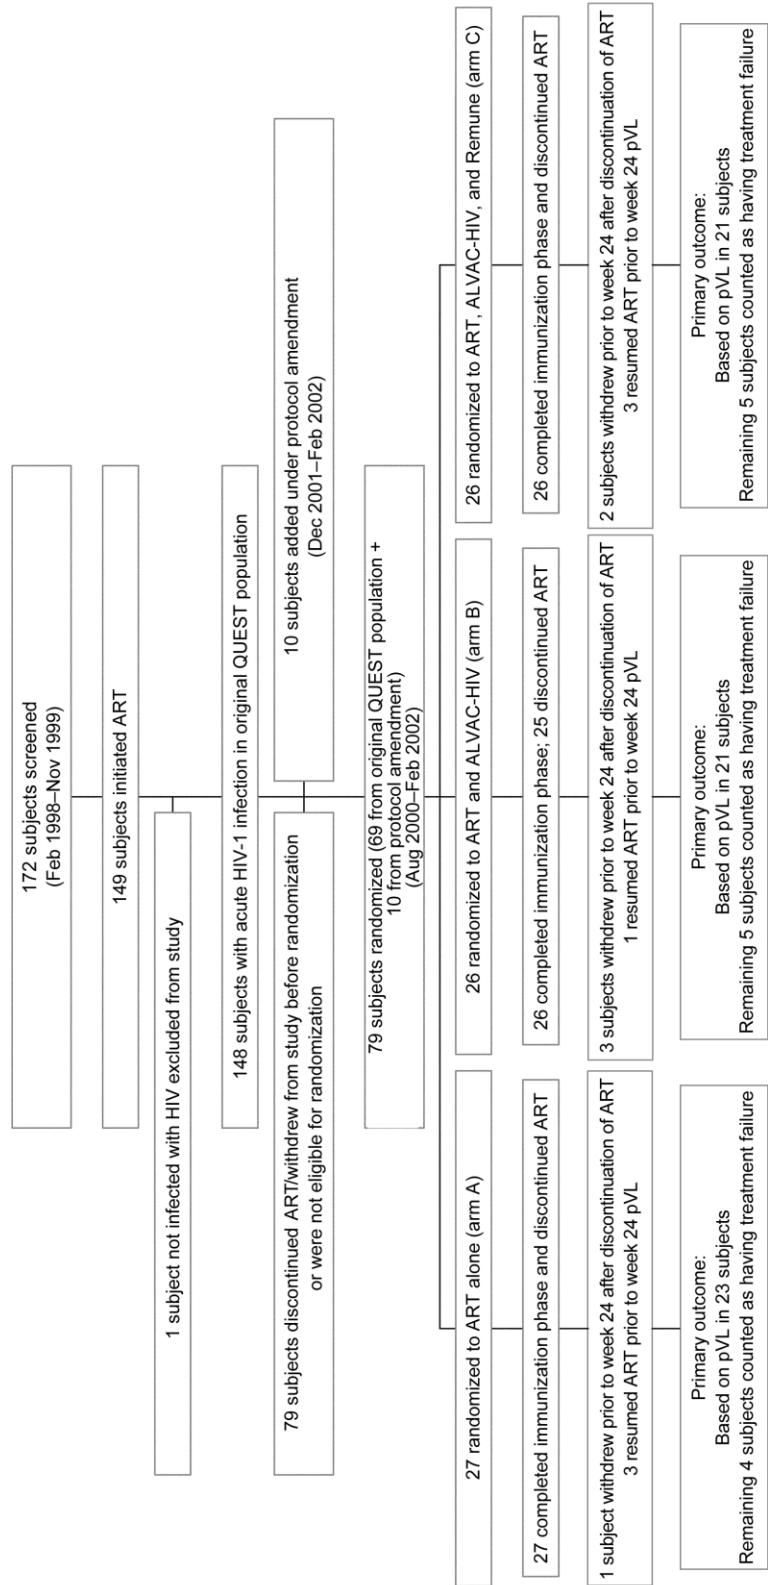 172 subjects screened
(Feb 1998–Nov 1999)
149 subjects initiated ART
1 subject not infected with HIV excluded from study
148 subjects with acute HIV-1 infection in original QUEST population
79 subjects discontinued ART/withdrew from study before randomization
or were not eligible for randomization
10 subjects added under protocol amendment
(Dec 2001–Feb 2002)
79 subjects randomized (69 from original QUEST population +
10 from protocol amendment)
(Aug 2000–Feb 2002)
27 randomized to ART alone (arm A)
27 completed immunization phase and discontinued ART
1 subject withdrew prior to week 24 after discontinuation of ART
3 resumed ART prior to week 24 pVL
Primary outcome:
Based on pVL in 23 subjects
Remaining 4 subjects counted as having treatment failure
26 randomized to ART and ALVAC-HIV (arm B)
26 completed immunization phase; 25 discontinued ART
3 subjects withdrew prior to week 24 after discontinuation of ART
1 resumed ART prior to week 24 pVL
Primary outcome:
Based on pVL in 21 subjects
Remaining 5 subjects counted as having treatment failure
26 randomized to ART, ALVAC-HIV, and Remune (arm C)
26 completed immunization phase and discontinued ART
2 subjects withdrew prior to week 24 after discontinuation of ART
3 resumed ART prior to week 24 pVL
Primary outcome:
Based on pVL in 21 subjects
Remaining 5 subjects counted as having treatment failure